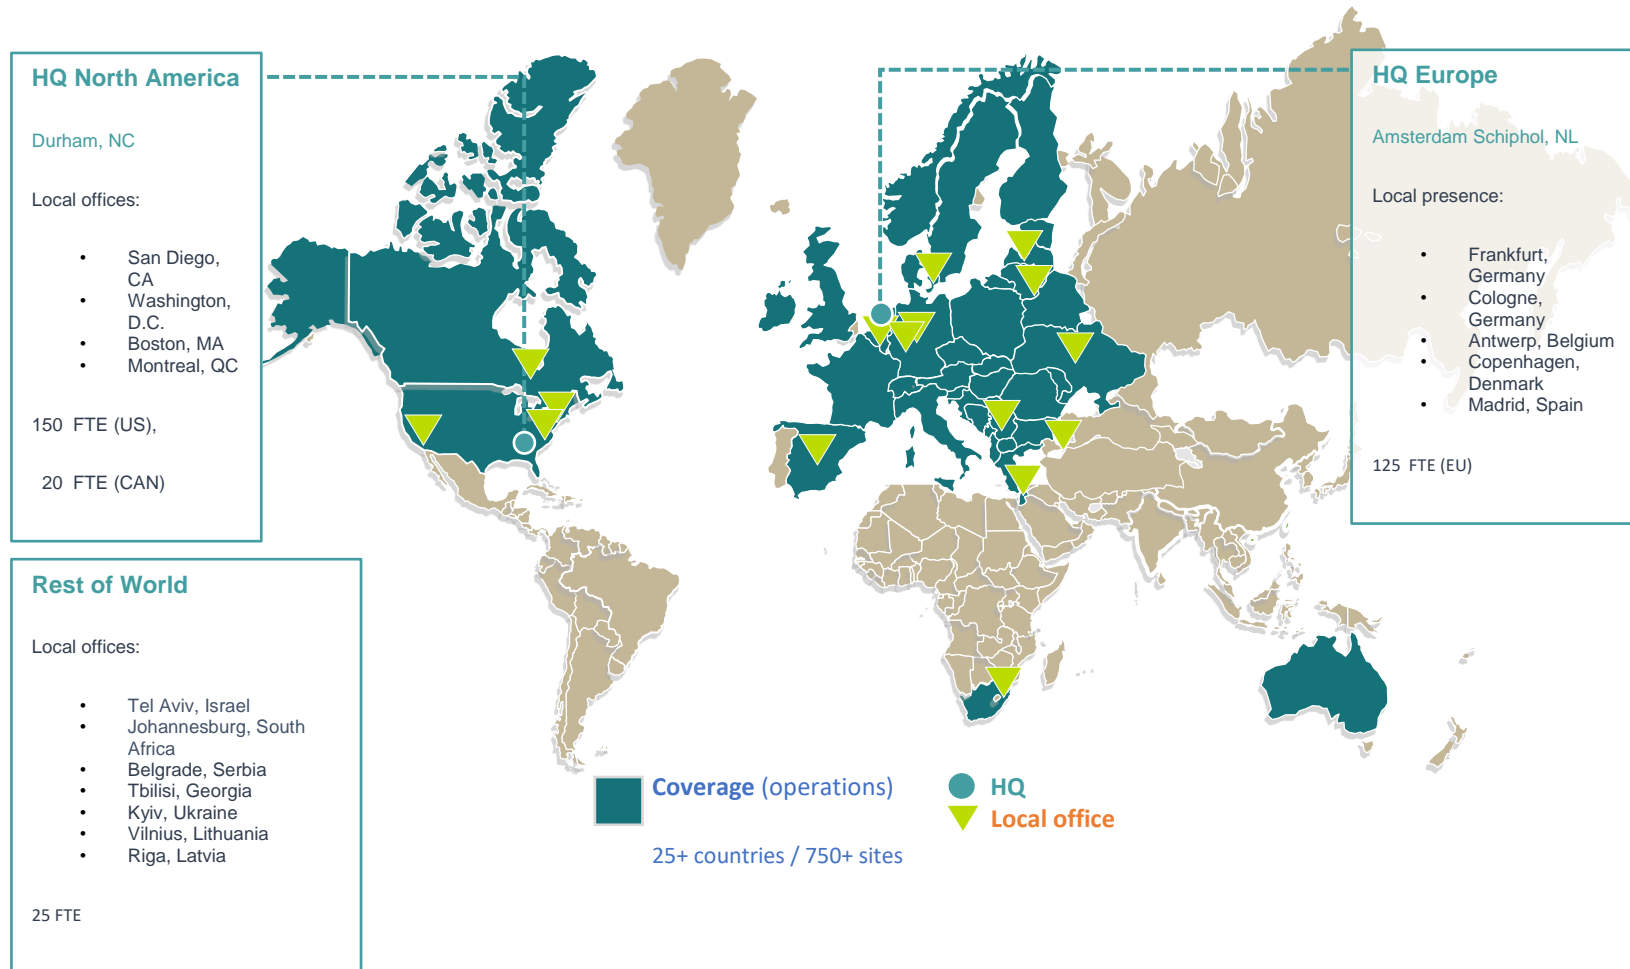 HQ North America
Durham, NC
Local offices:
• San Diego,
CA
• Washington,
D.C.
• Boston, MA
• Montreal, QC
150 FTE (US),
20 FTE (CAN)
HQ Europe
Amsterdam Schiphol, NL
Local presence:
• Frankfurt,
Germany
• Cologne,
Germany
• Antwerp, Belgium
• Copenhagen,
Denmark
• Madrid, Spain
125 FTE (EU)
Rest of World
Local offices:
• Tel Aviv, Israel
• Johannesburg, South
Africa
• Belgrade, Serbia
• Tbilisi, Georgia
• Kyiv, Ukraine
• Vilnius, Lithuania
• Riga, Latvia
25 FTE
Coverage (operations)
25+ countries / 750+ sites
HQ
Local office